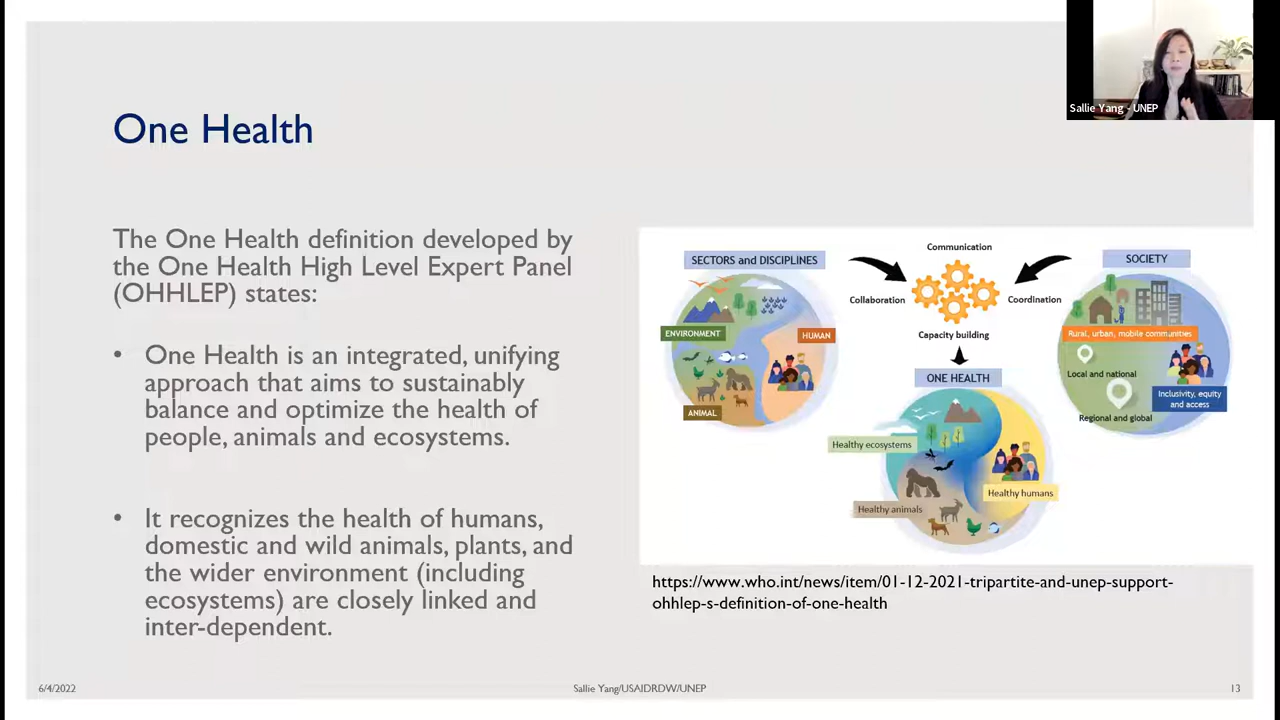 Sallie Yang - UNEP
One Health
The One Health definition developed by
the One Health High Level Expert Panel
(OHHLEP) states:
• One Health is an integrated, unifying
approach that aims to sustainably
balance and optimize the health of
people, animals and ecosystems.
• It recognizes the health of humans,
domestic and wild animals, plants, and
the wider environment (including
ecosystems) are closely linked and
inter-dependent.
SECTORS and DISCIPLINES
ENVIRONMENT
HUMAN
ANIMAL
Communication
Collaboration
Coordination
Capacity building
SOCIETY
Rural, urban, mobile communities
Local and national
Inclusivity, equity
and access
Regional and global
ONE HEALTH
Healthy ecosystems
Healthy humans
Healthy animals
https://www.who.int/news/item/01-12-2021-tripartite-and-unep-support-
ohhlep-s-definition-of-one-health
6/4/2022
Sallie Yang/USAIDRDW/UNEP
13